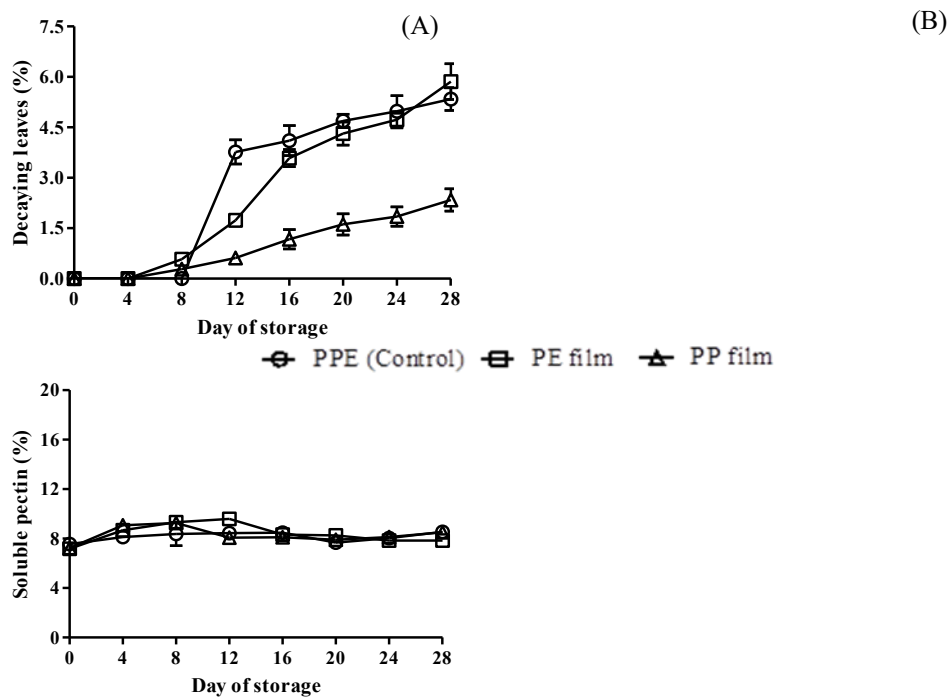 (A)
(B)
7.5
6.0
4.5
3.0
1.5
0.0
Decaying leaves (%)
0 4 8 12 16 20 24 28
Day of storage
PPE (Control) PE film PP film
20
16
12
8
4
0
Soluble pectin (%)
0 4 8 12 16 20 24 28
Day of storage